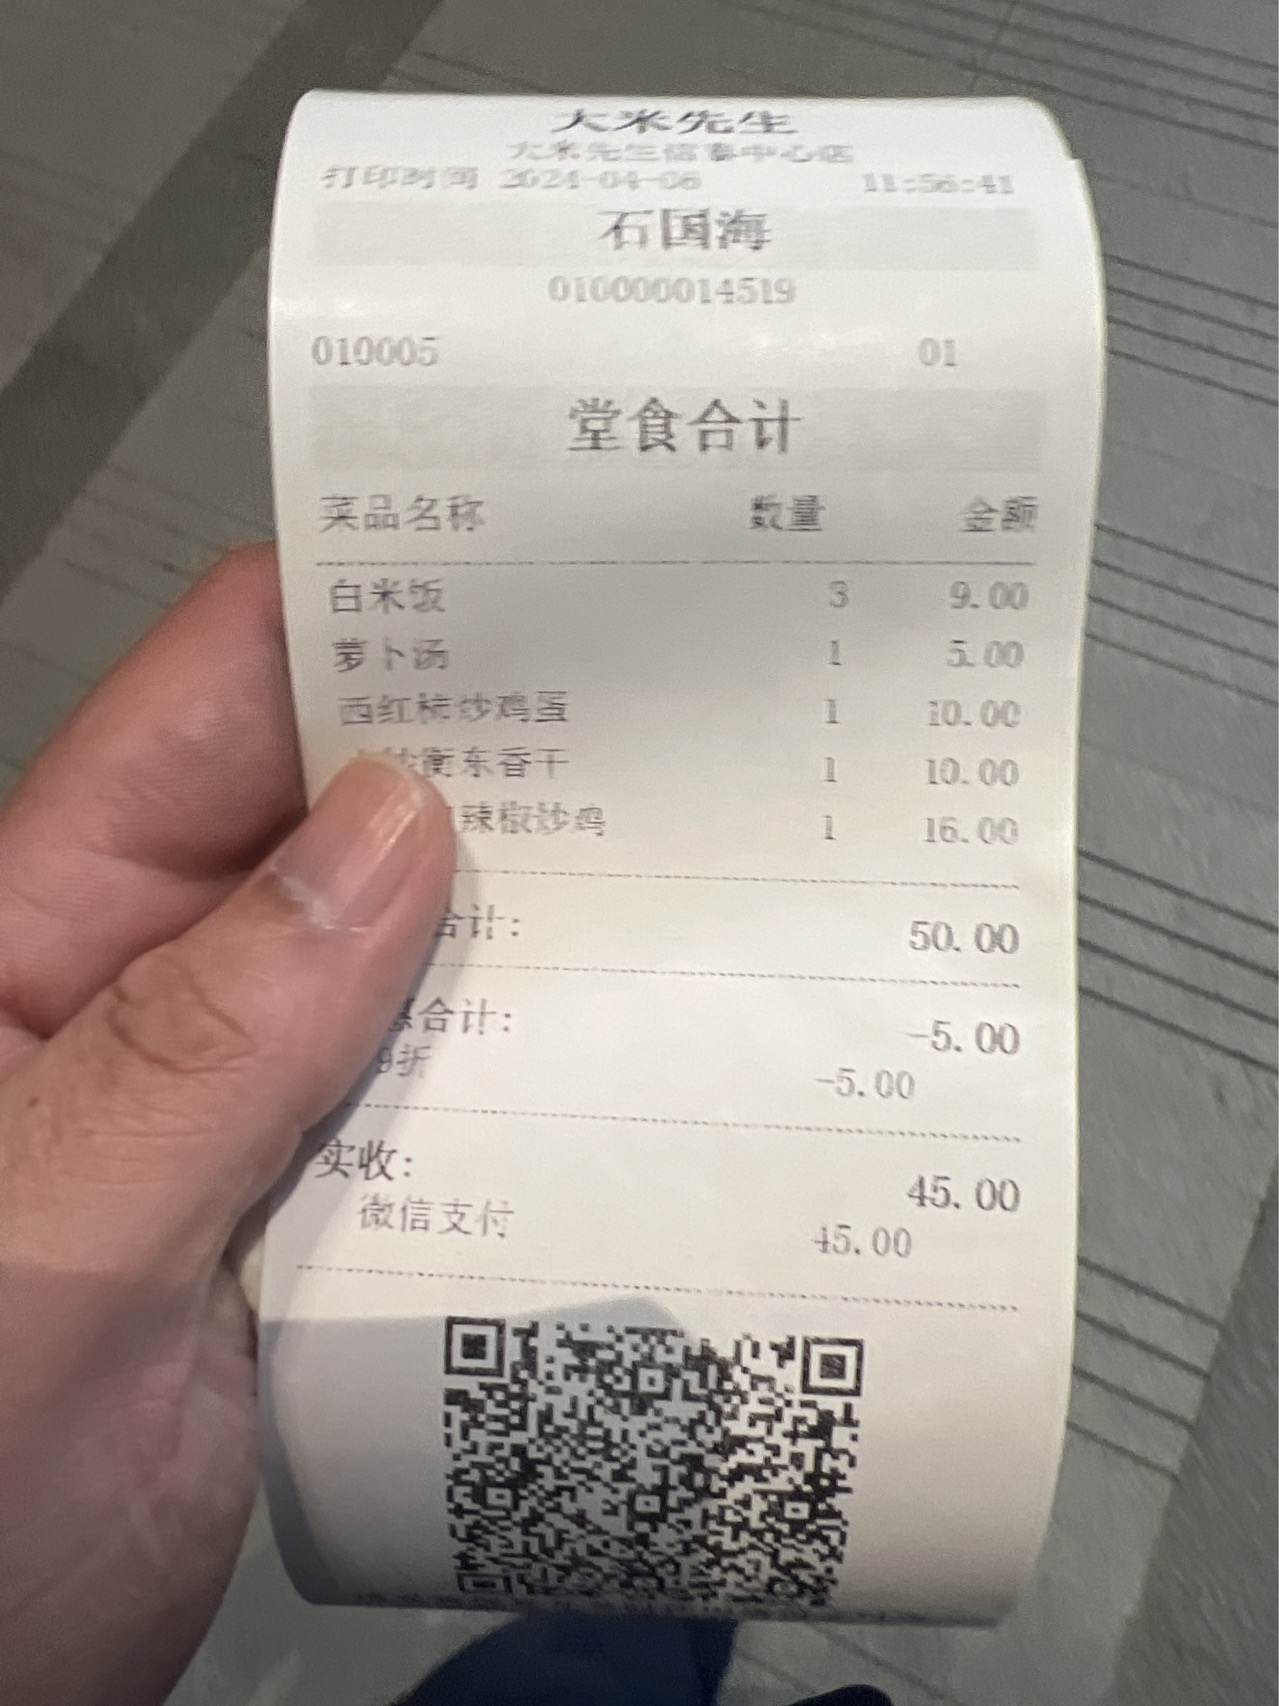 大米先生
大米先生信泰中心店
打印时间 2024-04-06 11:56:41
石国海
010000014519
010005 01
堂食合计
菜品名称 数量 金额
白米饭 3 9.00
萝卜汤 1 5.00
西红柿炒鸡蛋 1 10.00
炒衡东香干 1 10.00
辣椒炒鸡 1 16.00
合计: 50.00
惠合计: -5.00
9折 -5.00
实收: 45.00
微信支付 45.00